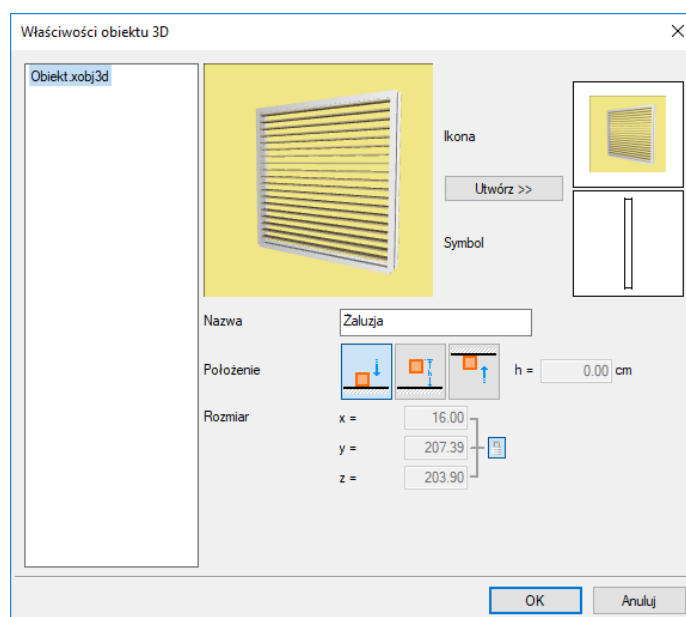 Właściwości obiektu 3D
Obiekt.xobj3d
Ikona
Utwórz >>
Symbol
Nazwa
Żaluzja
Położenie
h
h = 0.00 cm
Rozmiar
x = 16.00
y = 207.39
z = 203.90
OK
Anuluj